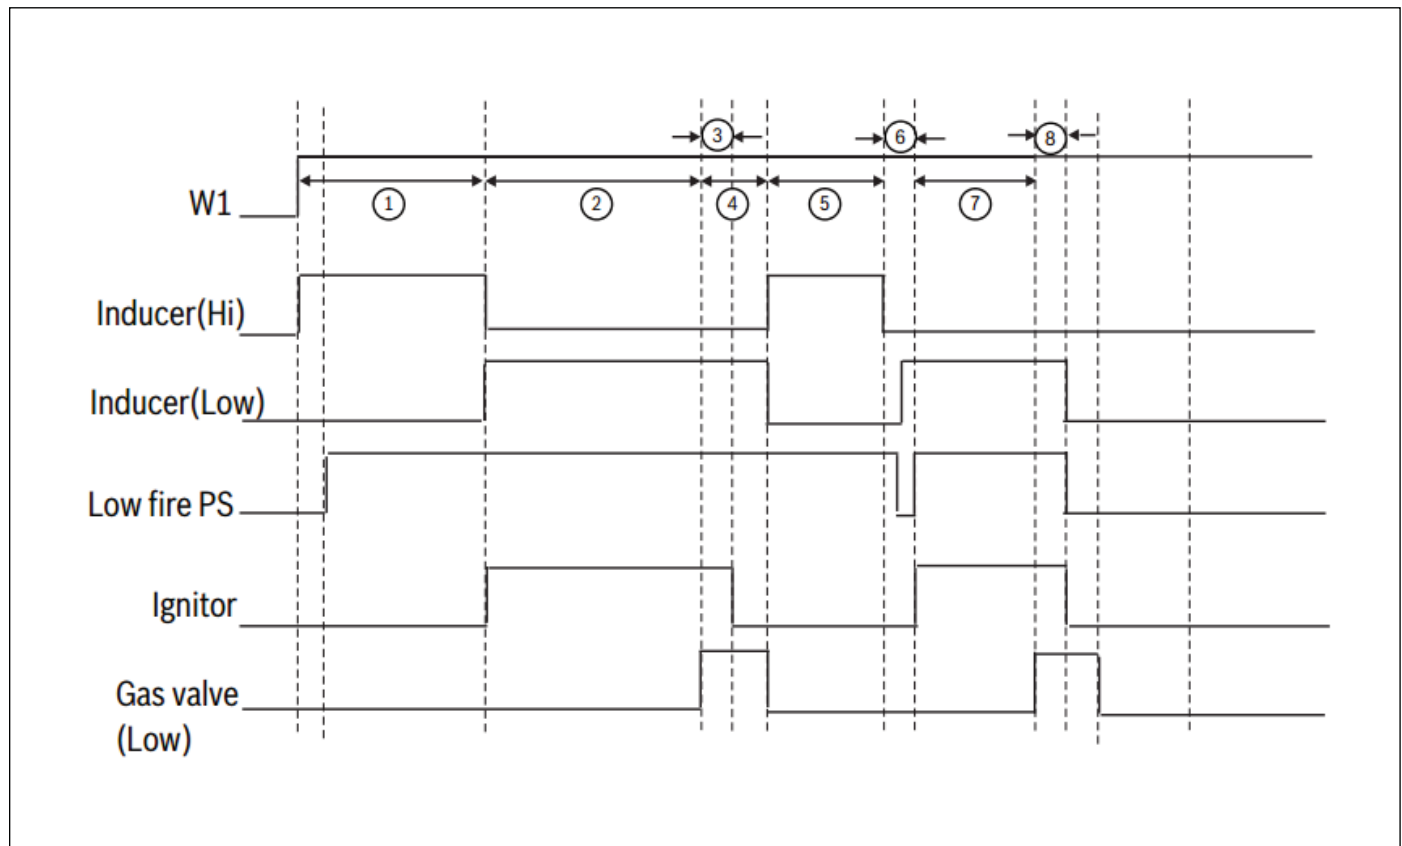 ③ ⑥ ⑧
W1 ① ② ④ ⑤ ⑦
Inducer(Hi)
Inducer(Low)
Low fire PS
Ignitor
Gas valve
(Low)